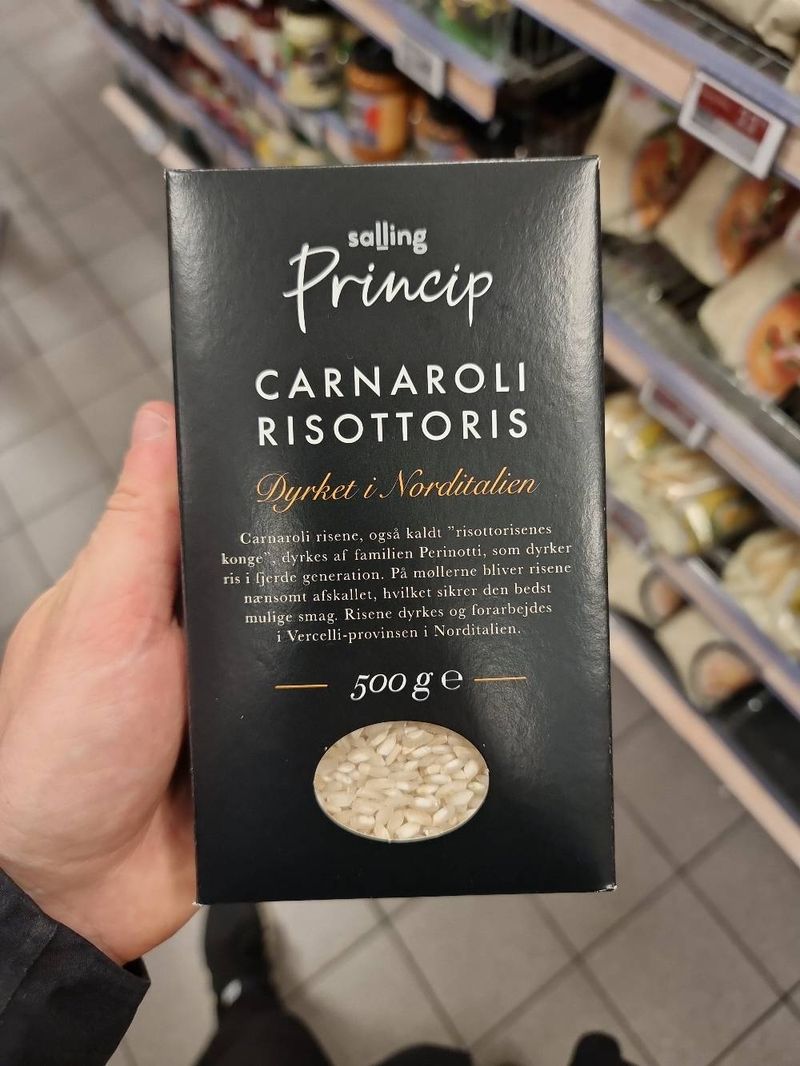 salling
Princip
CARNAROLI
RISOTTORIS
Dyrket i Norditalien
Carnaroli risene, også kaldt "risottorisenes
konge", dyrkes af familien Perinotti, som dyrker
ris i fjerde generation. På møllerne bliver risene
nænsomt afskallet, hvilket sikrer den bedst
mulige smag. Risene dyrkes og forarbejdes
i Vercelli-provinsen i Norditalien.
500 g ℮